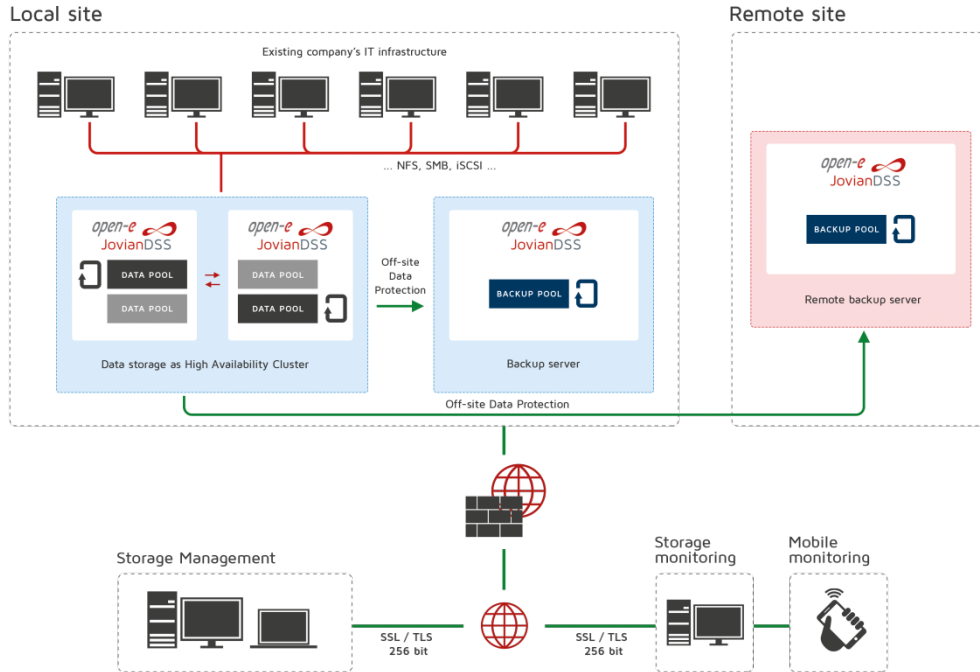 Local site
Remote site
Existing company's IT infrastructure
... NFS, SMB, iSCSI ...
open-e
JovianDSS
DATA POOL
DATA POOL
open-e
JovianDSS
DATA POOL
DATA POOL
Data storage as High Availability Cluster
Off-site
Data
Protection
open-e
JovianDSS
BACKUP POOL
Backup server
open-e
JovianDSS
BACKUP POOL
Remote backup server
Off-site Data Protection
Storage Management
SSL / TLS
256 bit
SSL / TLS
256 bit
Storage
monitoring
Mobile
monitoring